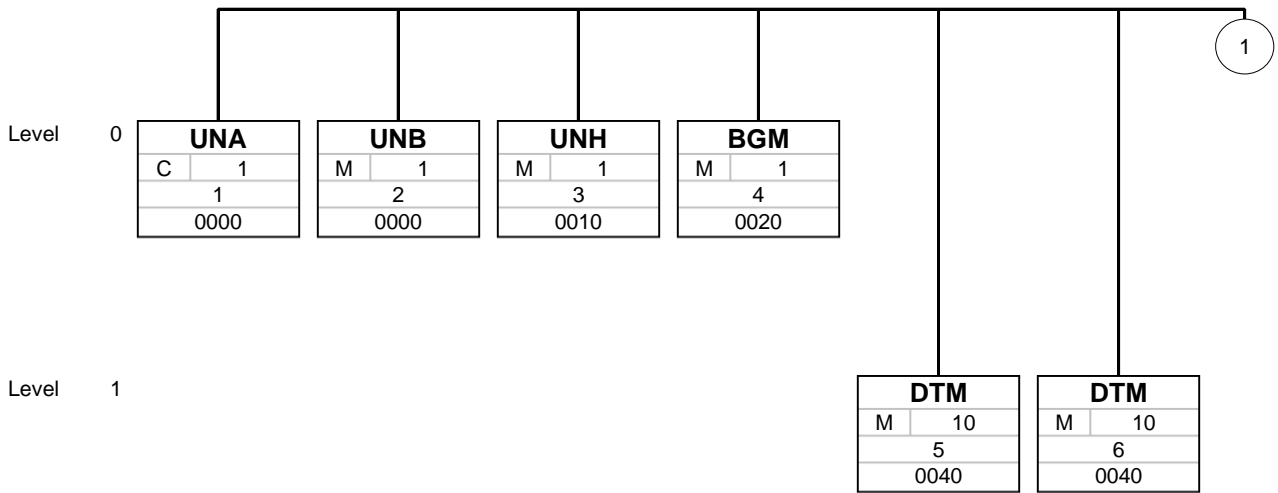 1
Level 0
UNA
C 1
1
0000
UNB
M 1
2
0000
UNH
M 1
3
0010
BGM
M 1
4
0020
Level 1
DTM
M 10
5
0040
DTM
M 10
6
0040